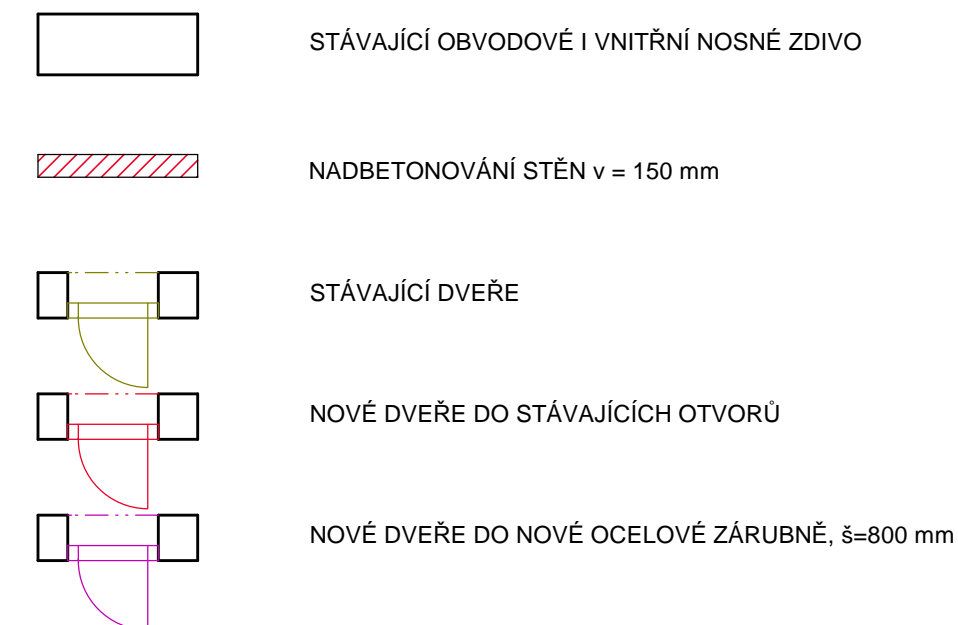 STÁVAJÍCÍ OBVODOVÉ I VNITŘNÍ NOSNÉ ZDIVO
NADBETONOVÁNÍ STĚN v = 150 mm
STÁVAJÍCÍ DVEŘE
NOVÉ DVEŘE DO STÁVAJÍCÍCH OTVORŮ
NOVÉ DVEŘE DO NOVÉ OCELOVÉ ZÁRUBNĚ, š=800 mm